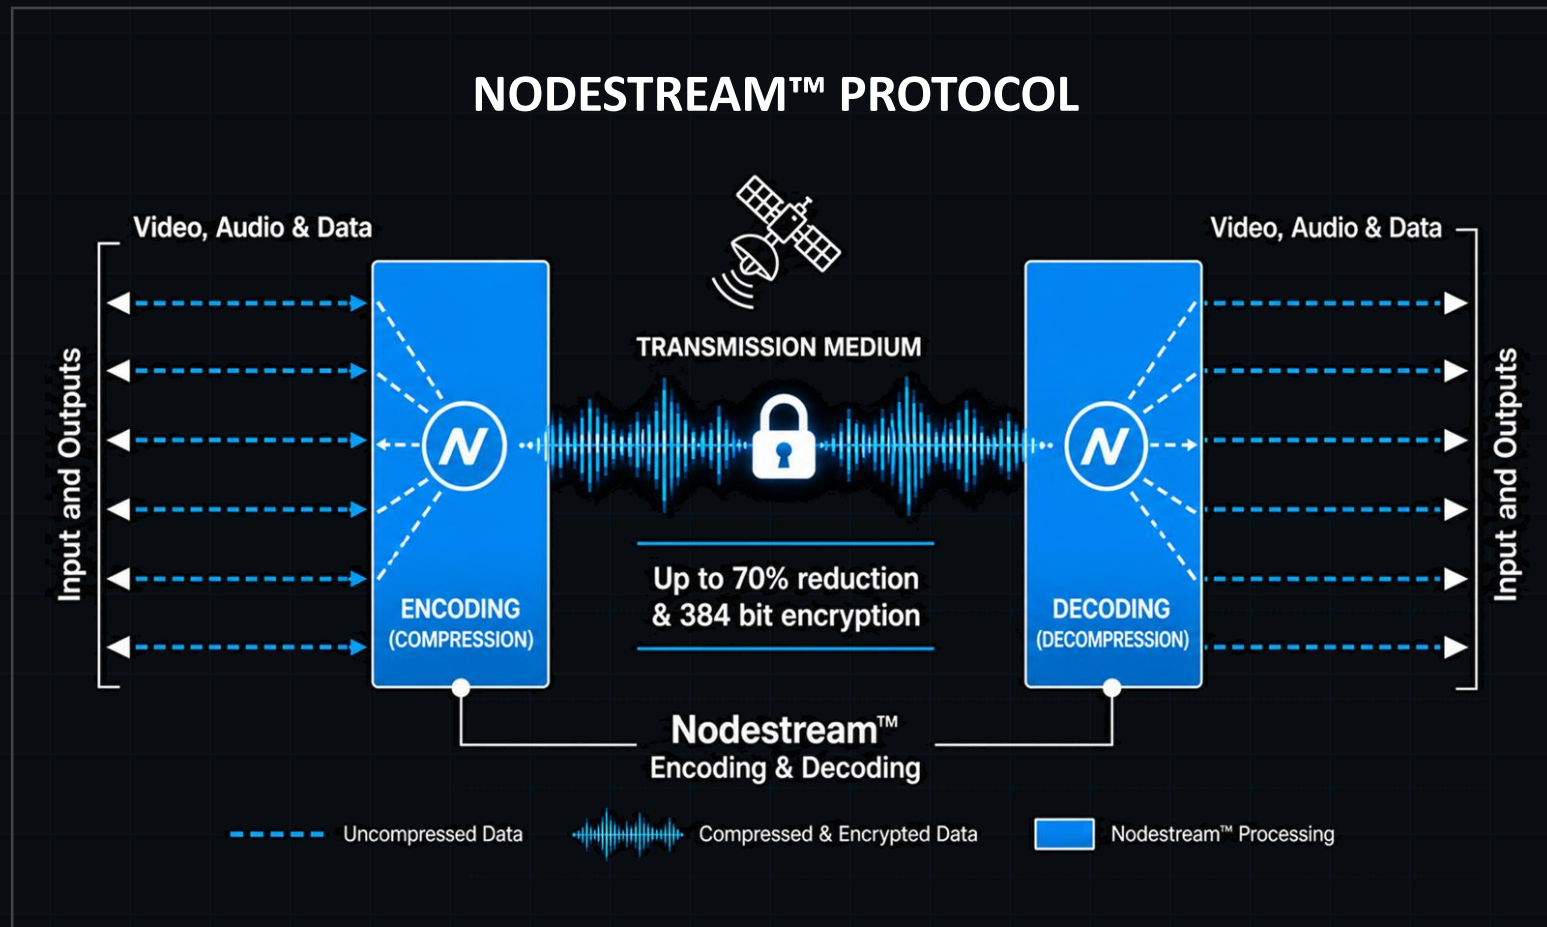 NODESTREAM™ PROTOCOL
Video, Audio & Data
Video, Audio & Data
TRANSMISSION MEDIUM
Input and Outputs
Input and Outputs
N
N
Up to 70% reduction
& 384 bit encryption
ENCODING
(COMPRESSION)
DECODING
(DECOMPRESSION)
Nodestream™
Encoding & Decoding
Uncompressed Data
Compressed & Encrypted Data
Nodestream™ Processing